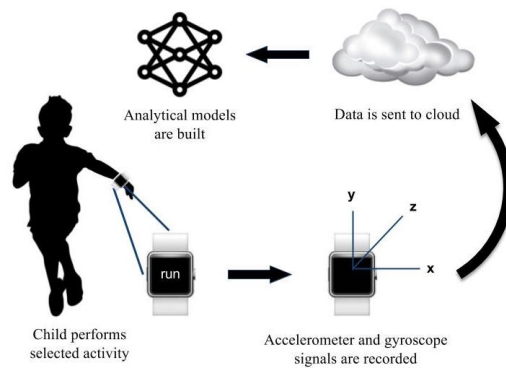 Analytical models
are built
Data is sent to cloud
run
y
z
x
Child performs
selected activity
Accelerometer and gyroscope
signals are recorded